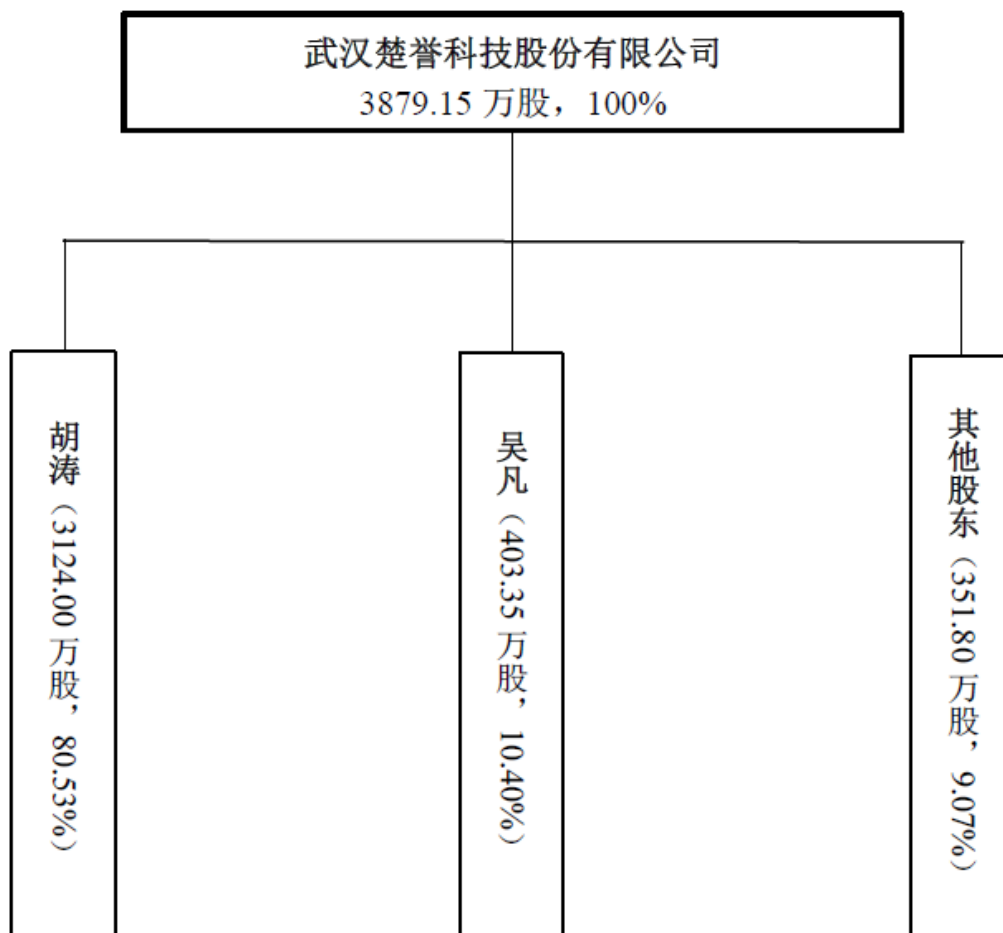 武汉楚誉科技股份有限公司
3879.15 万股，100%
胡涛（3124.00 万股，80.53%）
吴凡（403.35 万股，10.40%）
其他股东（351.80 万股，9.07%）